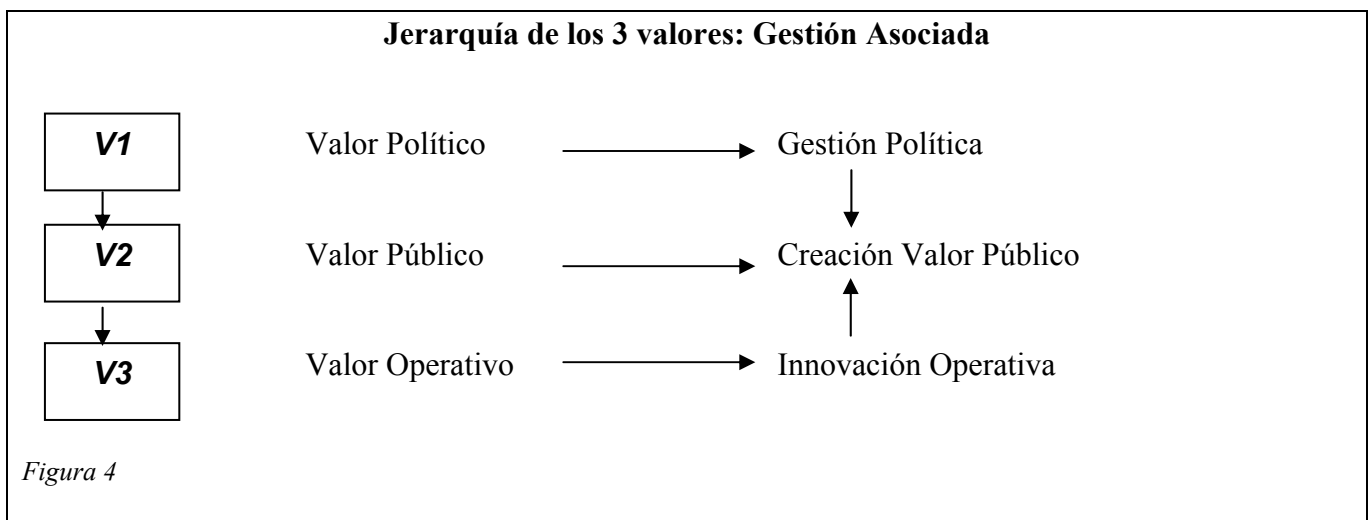 Jerarquía de los 3 valores: Gestión Asociada
V1 Valor Político Gestión Política
V2 Valor Público Creación Valor Público
V3 Valor Operativo Innovación Operativa
Figura 4